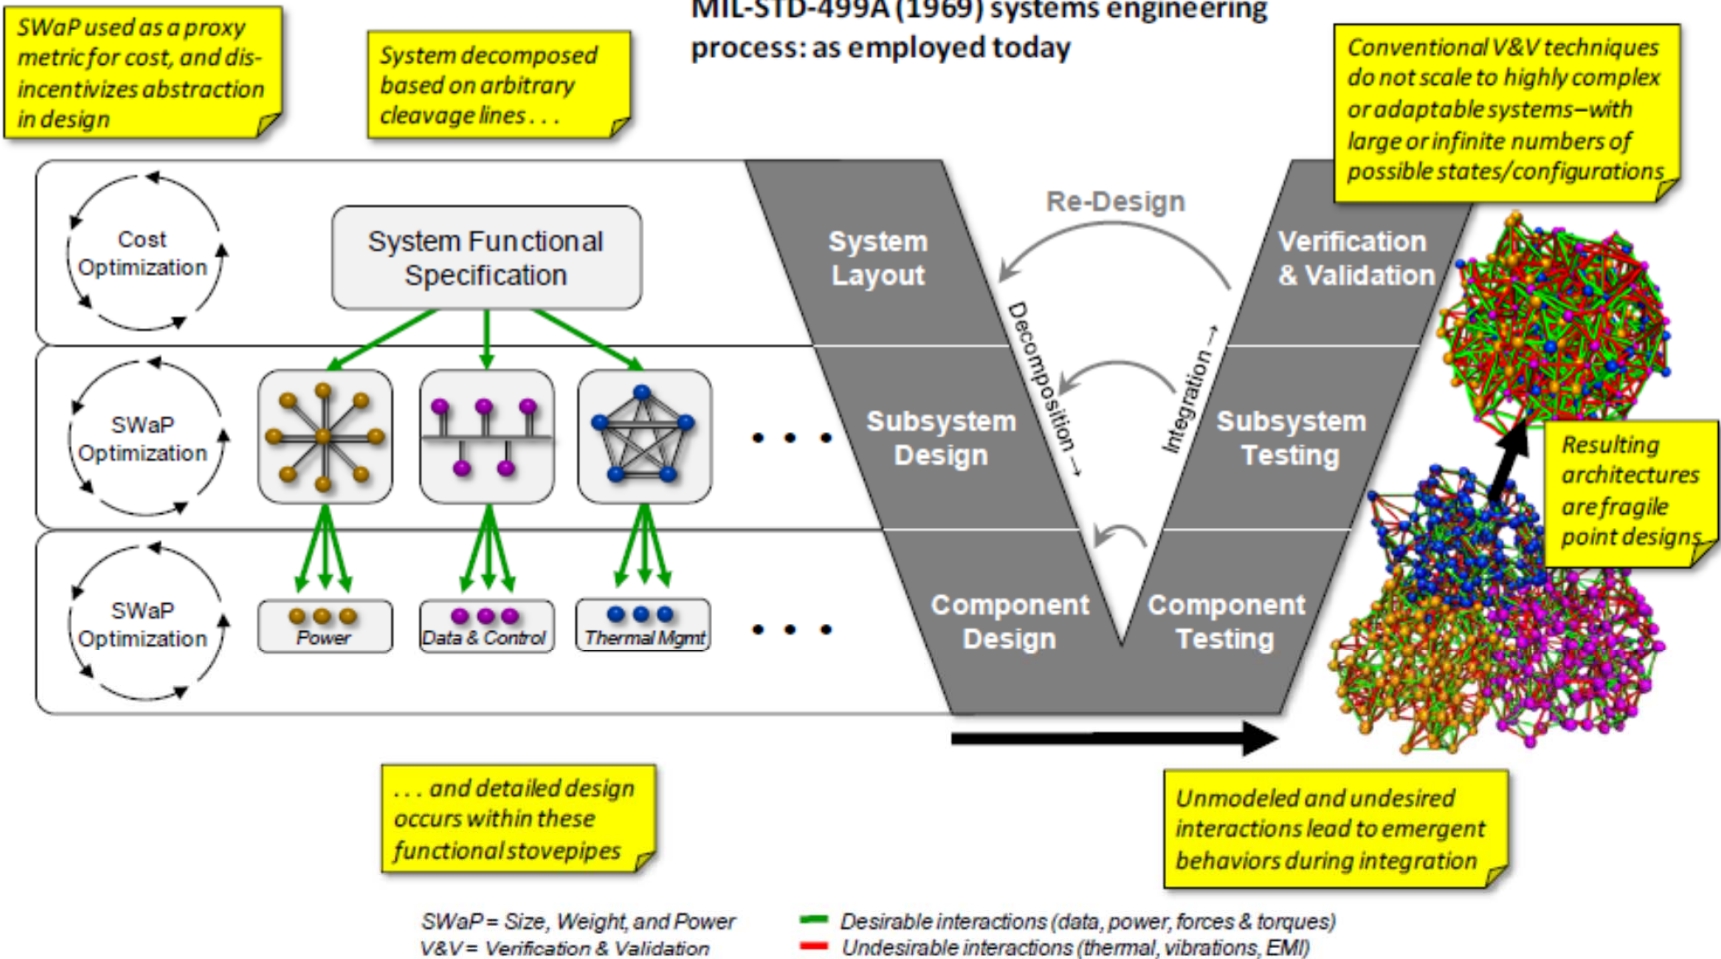 MIL-STD-499A (1969) systems engineering
process: as employed today
SWaP used as a proxy
metric for cost, and dis-
incentivizes abstraction
in design
System decomposed
based on arbitrary
cleavage lines . . .
Conventional V&V techniques
do not scale to highly complex
or adaptable systems–with
large or infinite numbers of
possible states/configurations
Cost
Optimization
System Functional
Specification
System
Layout
Re-Design
Verification
& Validation
Decomposition →
Integration →
SWaP
Optimization
• • •
Subsystem
Design
Subsystem
Testing
Resulting
architectures
are fragile
point designs
SWaP
Optimization
Power
Data & Control
Thermal Mgmt
• • •
Component
Design
Component
Testing
. . . and detailed design
occurs within these
functional stovepipes
Unmodeled and undesired
interactions lead to emergent
behaviors during integration
SWaP = Size, Weight, and Power
V&V = Verification & Validation
Desirable interactions (data, power, forces & torques)
Undesirable interactions (thermal, vibrations, EMI)